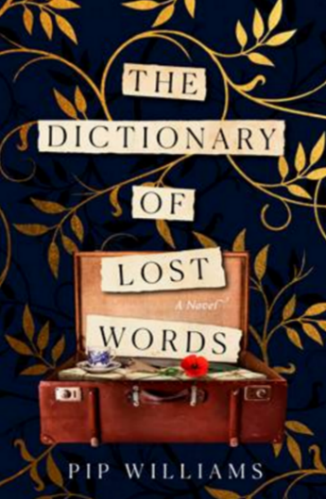 THE
DICTIONARY
OF
LOST
A Novel
WORDS
PIP WILLIAMS